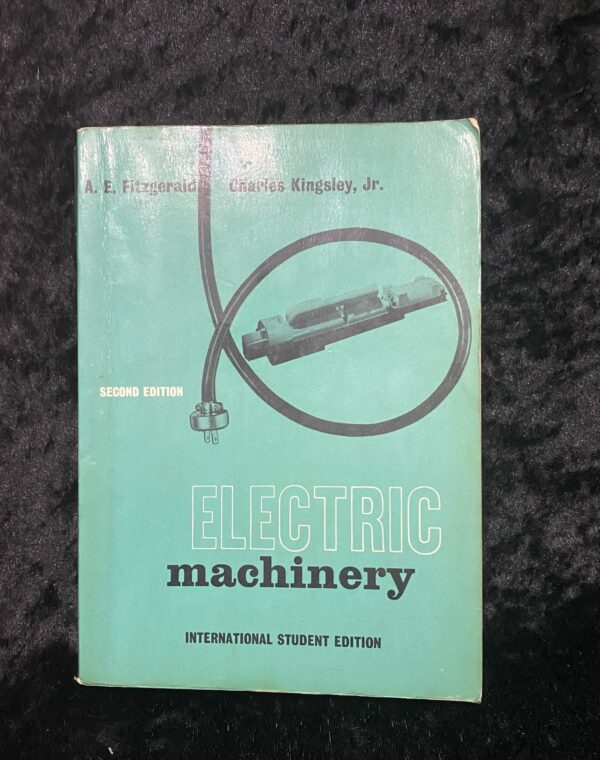 A. E. Fitzgerald Charles Kingsley, Jr.
SECOND EDITION
ELECTRIC
machinery
INTERNATIONAL STUDENT EDITION